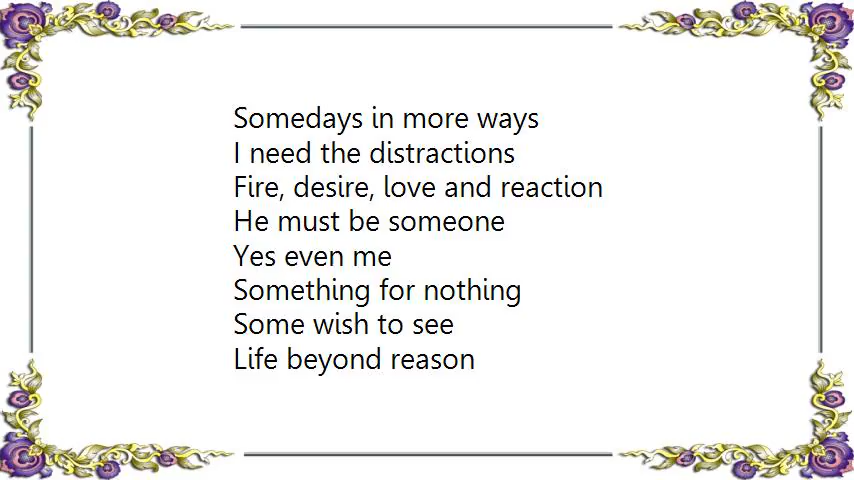 Somedays in more ways
I need the distractions
Fire, desire, love and reaction
He must be someone
Yes even me
Something for nothing
Some wish to see
Life beyond reason